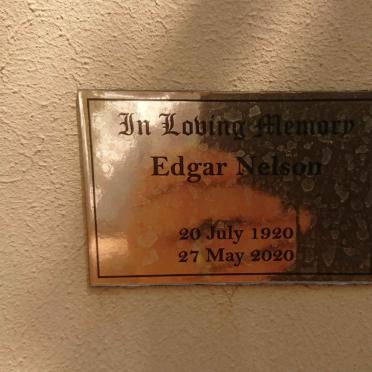 In Loving Memory
Edgar Nelson
20 July 1920
27 May 2020